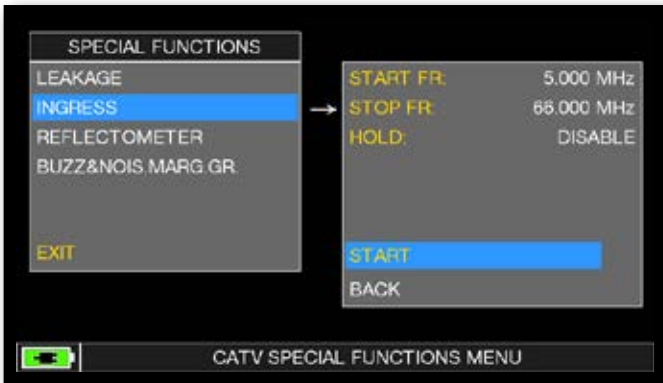 SPECIAL FUNCTIONS
LEAKAGE
INGRESS
REFLECTOMETER
BUZZ&NOIS.MARG.GR.
EXIT
→
START FR: 5.000 MHz
STOP FR: 66.000 MHz
HOLD: DISABLE
START
BACK
CATV SPECIAL FUNCTIONS MENU